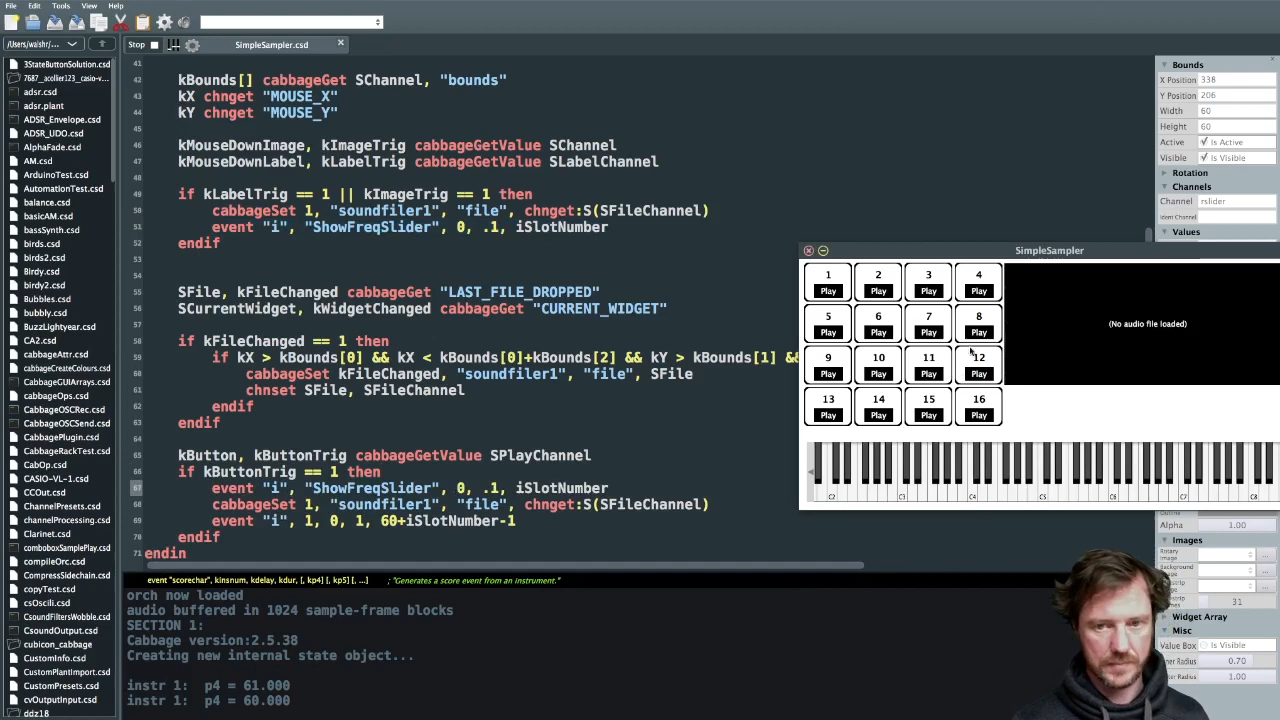 File Edit Tools View Help
/Users/walshr/...
Stop
SimpleSampler.csd
3StateButtonSolution.csd
7687__acollier123__casio-v...
adsr.csd
adsr.plant
ADSR_Envelope.csd
ADSR_UDO.csd
AlphaFade.csd
AM.csd
ArduinoTest.csd
AutomationTest.csd
balance.csd
basicAM.csd
bassSynth.csd
birds.csd
birds2.csd
Birdy.csd
birdy2.csd
Bubbles.csd
bubbly.csd
BuzzLightyear.csd
CA2.csd
cabbageAttr.csd
cabbageCreateColours.csd
CabbageGUIArrays.csd
cabbageOps.csd
CabbageOSCRec.csd
CabbageOSCSend.csd
CabbagePlugin.csd
CabbageRackTest.csd
CabOp.csd
CASIO-VL-1.csd
CCOut.csd
ChannelPresets.csd
channelProcessing.csd
Clarinet.csd
comboboxSamplePlay.csd
compileOrc.csd
CompressSidechain.csd
copyTest.csd
csOscili.csd
CsoundFiltersWobble.csd
CsoundOutput.csd
cubicon_cabbage
CustomInfo.csd
CustomPlantImport.csd
CustomPresets.csd
cvOutputInput.csd
ddz18
41
42 kBounds[] cabbageGet SChannel, "bounds"
43 kX chnget "MOUSE_X"
44 kY chnget "MOUSE_Y"
45
46 kMouseDownImage, kImageTrig cabbageGetValue SChannel
47 kMouseDownLabel, kLabelTrig cabbageGetValue SLabelChannel
48
49 if kLabelTrig == 1 || kImageTrig == 1 then
50 cabbageSet 1, "soundfiler1", "file", chnget:S(SFileChannel)
51 event "i", "ShowFreqSlider", 0, .1, iSlotNumber
52 endif
53
54
55 SFile, kFileChanged cabbageGet "LAST_FILE_DROPPED"
56 SCurrentWidget, kWidgetChanged cabbageGet "CURRENT_WIDGET"
57
58 if kFileChanged == 1 then
59 if kX > kBounds[0] && kX < kBounds[0]+kBounds[2] && kY > kBounds[1] &&
60 cabbageSet kFileChanged, "soundfiler1", "file", SFile
61 chnset SFile, SFileChannel
62 endif
63 endif
64
65 kButton, kButtonTrig cabbageGetValue SPlayChannel
66 if kButtonTrig == 1 then
67 event "i", "ShowFreqSlider", 0, .1, iSlotNumber
68 cabbageSet 1, "soundfiler1", "file", chnget:S(SFileChannel)
69 event "i", 1, 0, 1, 60+iSlotNumber-1
70 endif
71 endin
event "scorechar", kinsnum, kdelay, kdur, [, kp4] [, kp5] [, ...] ; "Generates a score event from an instrument."
orch now loaded
audio buffered in 1024 sample-frame blocks
SECTION 1:
Cabbage version:2.5.38
Creating new internal state object...
instr 1: p4 = 61.000
instr 1: p4 = 60.000
SimpleSampler
1 2 3 4
Play Play Play Play
5 6 7 8
Play Play Play Play
9 10 11 12
Play Play Play Play
13 14 15 16
Play Play Play Play
(No audio file loaded)
C2 C3 C4 C5 C6 C7 C8
Bounds
X Position 338
Y Position 206
Width 60
Height 60
Active Is Active
Visible Is Visible
Rotation
Channels
Channel rslider
Ident Channel
Values
Alpha 1.00
Images
Rotary
Background
31
Widget Array
Misc
Value Box Is Visible
0.70
1.00